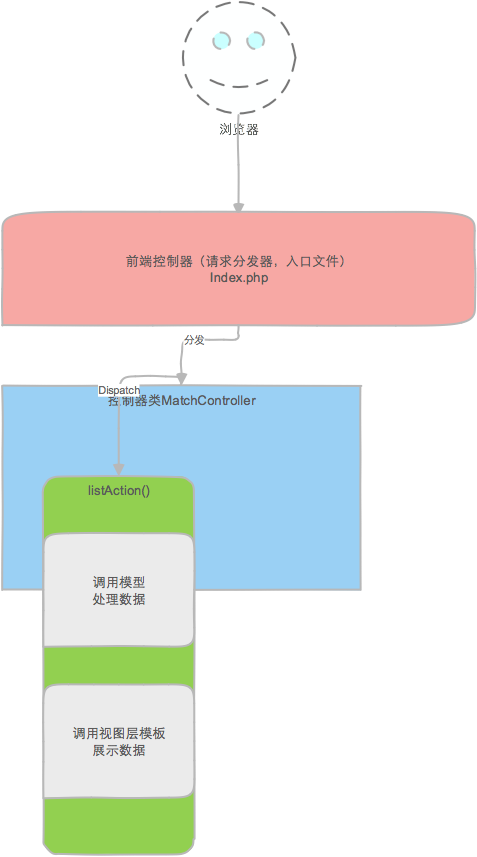 浏览器
前端控制器（请求分发器，入口文件）
Index.php
分发
Dispatch
控制器类MatchController
listAction()
调用模型
处理数据
调用视图层模板
展示数据